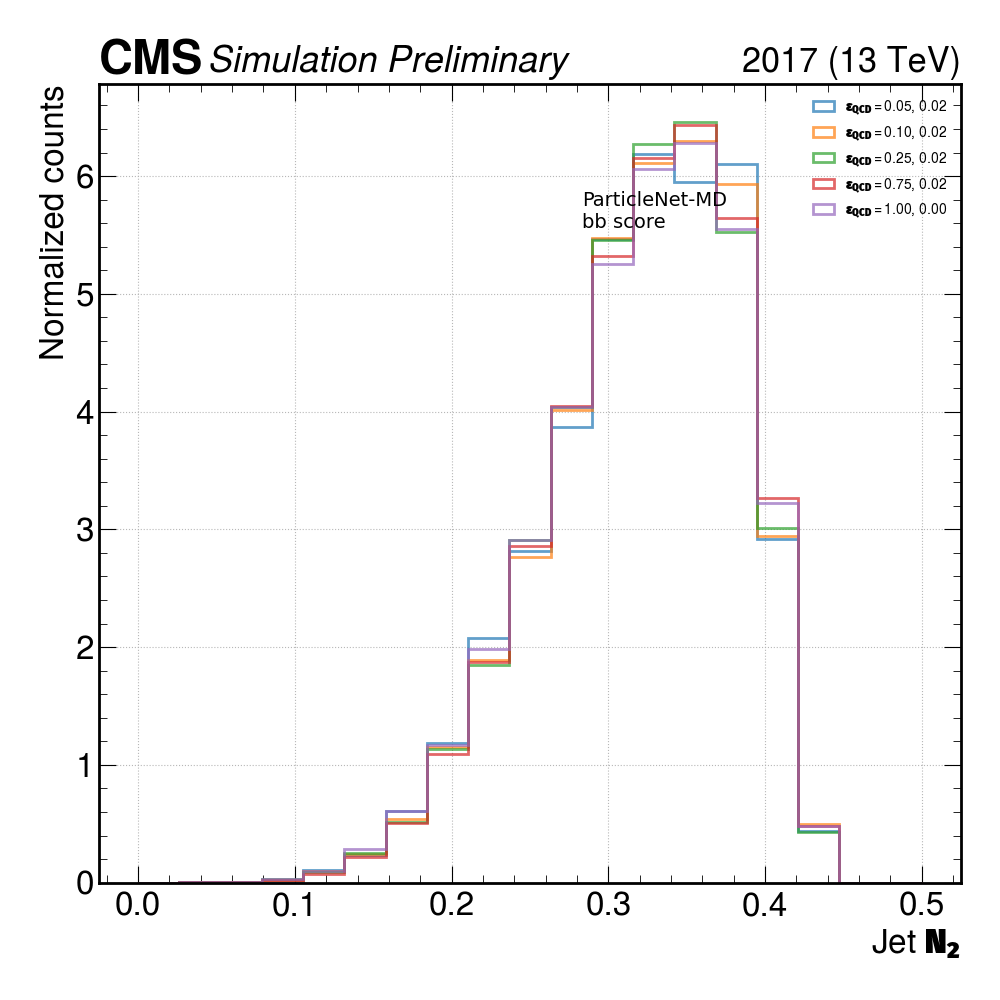 CMS Simulation Preliminary 2017 (13 TeV)
Normalized counts
ε_QCD = 0.05, 0.02
ε_QCD = 0.10, 0.02
ε_QCD = 0.25, 0.02
ε_QCD = 0.75, 0.02
ε_QCD = 1.00, 0.00
ParticleNet-MD
bb score
6
5
4
3
2
1
0
0.0 0.1 0.2 0.3 0.4 0.5
Jet N₂